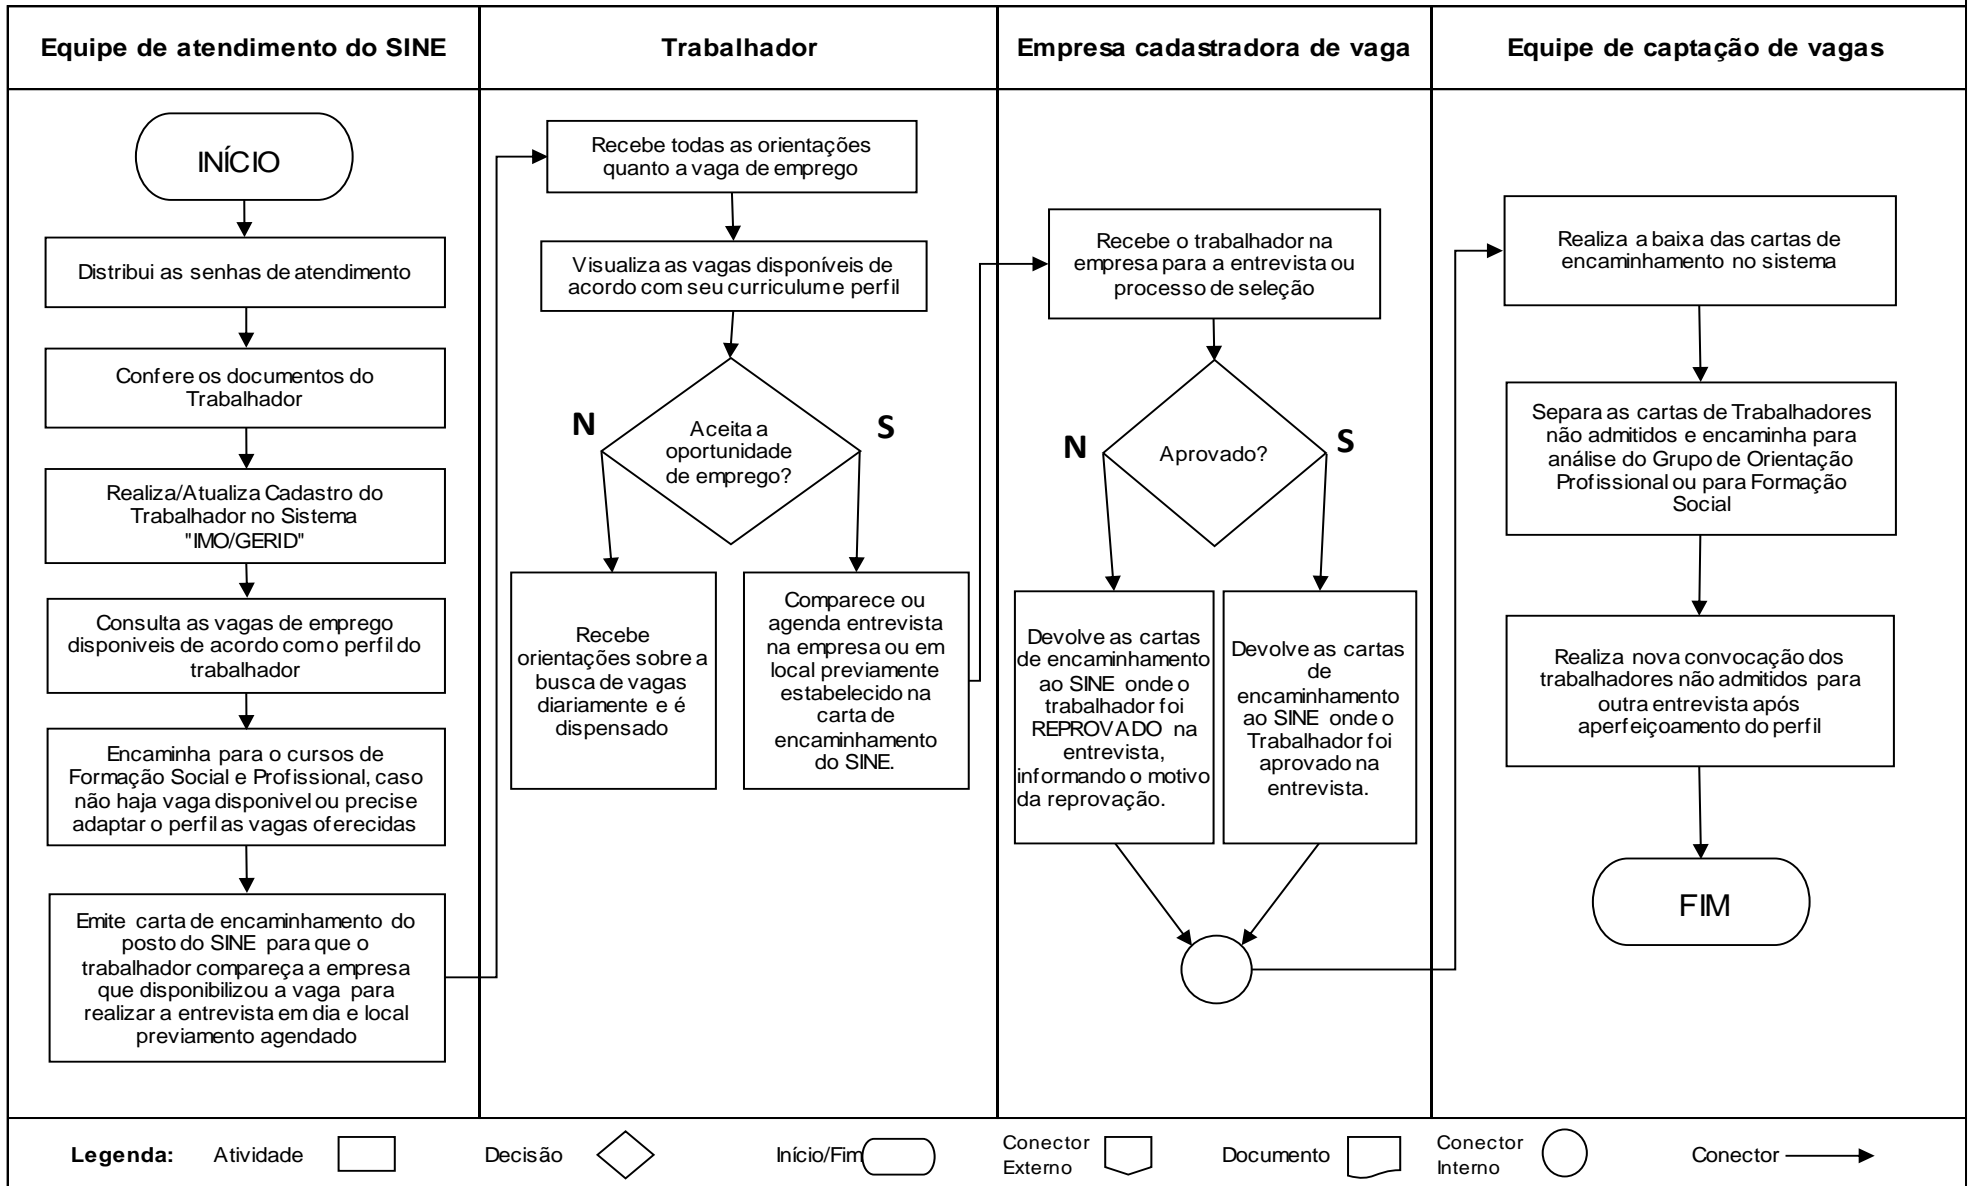 Equipe de atendimento do SINE
Trabalhador
Empresa cadastradora de vaga
Equipe de captação de vagas
INÍCIO
Distribui as senhas de atendimento
Confere os documentos do
Trabalhador
Realiza/Atualiza Cadastro do
Trabalhador no Sistema
"IMO/GERID"
Consulta as vagas de emprego
disponiveis de acordo com o perfil do
trabalhador
Encaminha para o cursos de
Formação Social e Profissional, caso
não haja vaga disponivel ou precise
adaptar o perfil as vagas oferecidas
Emite carta de encaminhamento do
posto do SINE para que o
trabalhador compareça a empresa
que disponibilizou a vaga para
realizar a entrevista em dia e local
previamento agendado
Recebe todas as orientações
quanto a vaga de emprego
Visualiza as vagas disponíveis de
acordo com seu curriculum e perfil
Aceita a
oportunidade
de emprego?
N
S
Recebe
orientações sobre a
busca de vagas
diariamente e é
dispensado
Comparece ou
agenda entrevista
na empresa ou em
local previamente
estabelecido na
carta de
encaminhamento
do SINE.
Recebe o trabalhador na
empresa para a entrevista ou
processo de seleção
Aprovado?
N
S
Devolve as cartas
de encaminhamento
ao SINE onde o
trabalhador foi
REPROVADO na
entrevista,
informando o motivo
da reprovação.
Devolve as cartas
de
encaminhamento
ao SINE onde o
Trabalhador foi
aprovado na
entrevista.
Realiza a baixa das cartas de
encaminhamento no sistema
Separa as cartas de Trabalhadores
não admitidos e encaminha para
análise do Grupo de Orientação
Profissional ou para Formação
Social
Realiza nova convocação dos
trabalhadores não admitidos para
outra entrevista após
aperfeiçoamento do perfil
FIM
Legenda:
Atividade
Decisão
Início/Fim
Conector
Externo
Documento
Conector
Interno
Conector